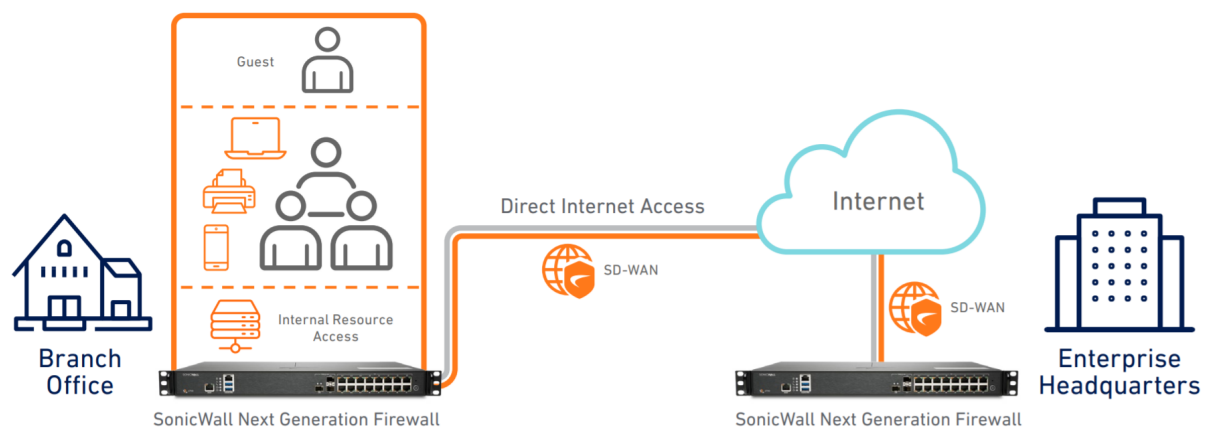 Guest
Internal Resource
Access
Branch
Office
SonicWall Next Generation Firewall
Direct Internet Access
SD-WAN
Internet
SD-WAN
SonicWall Next Generation Firewall
Enterprise
Headquarters